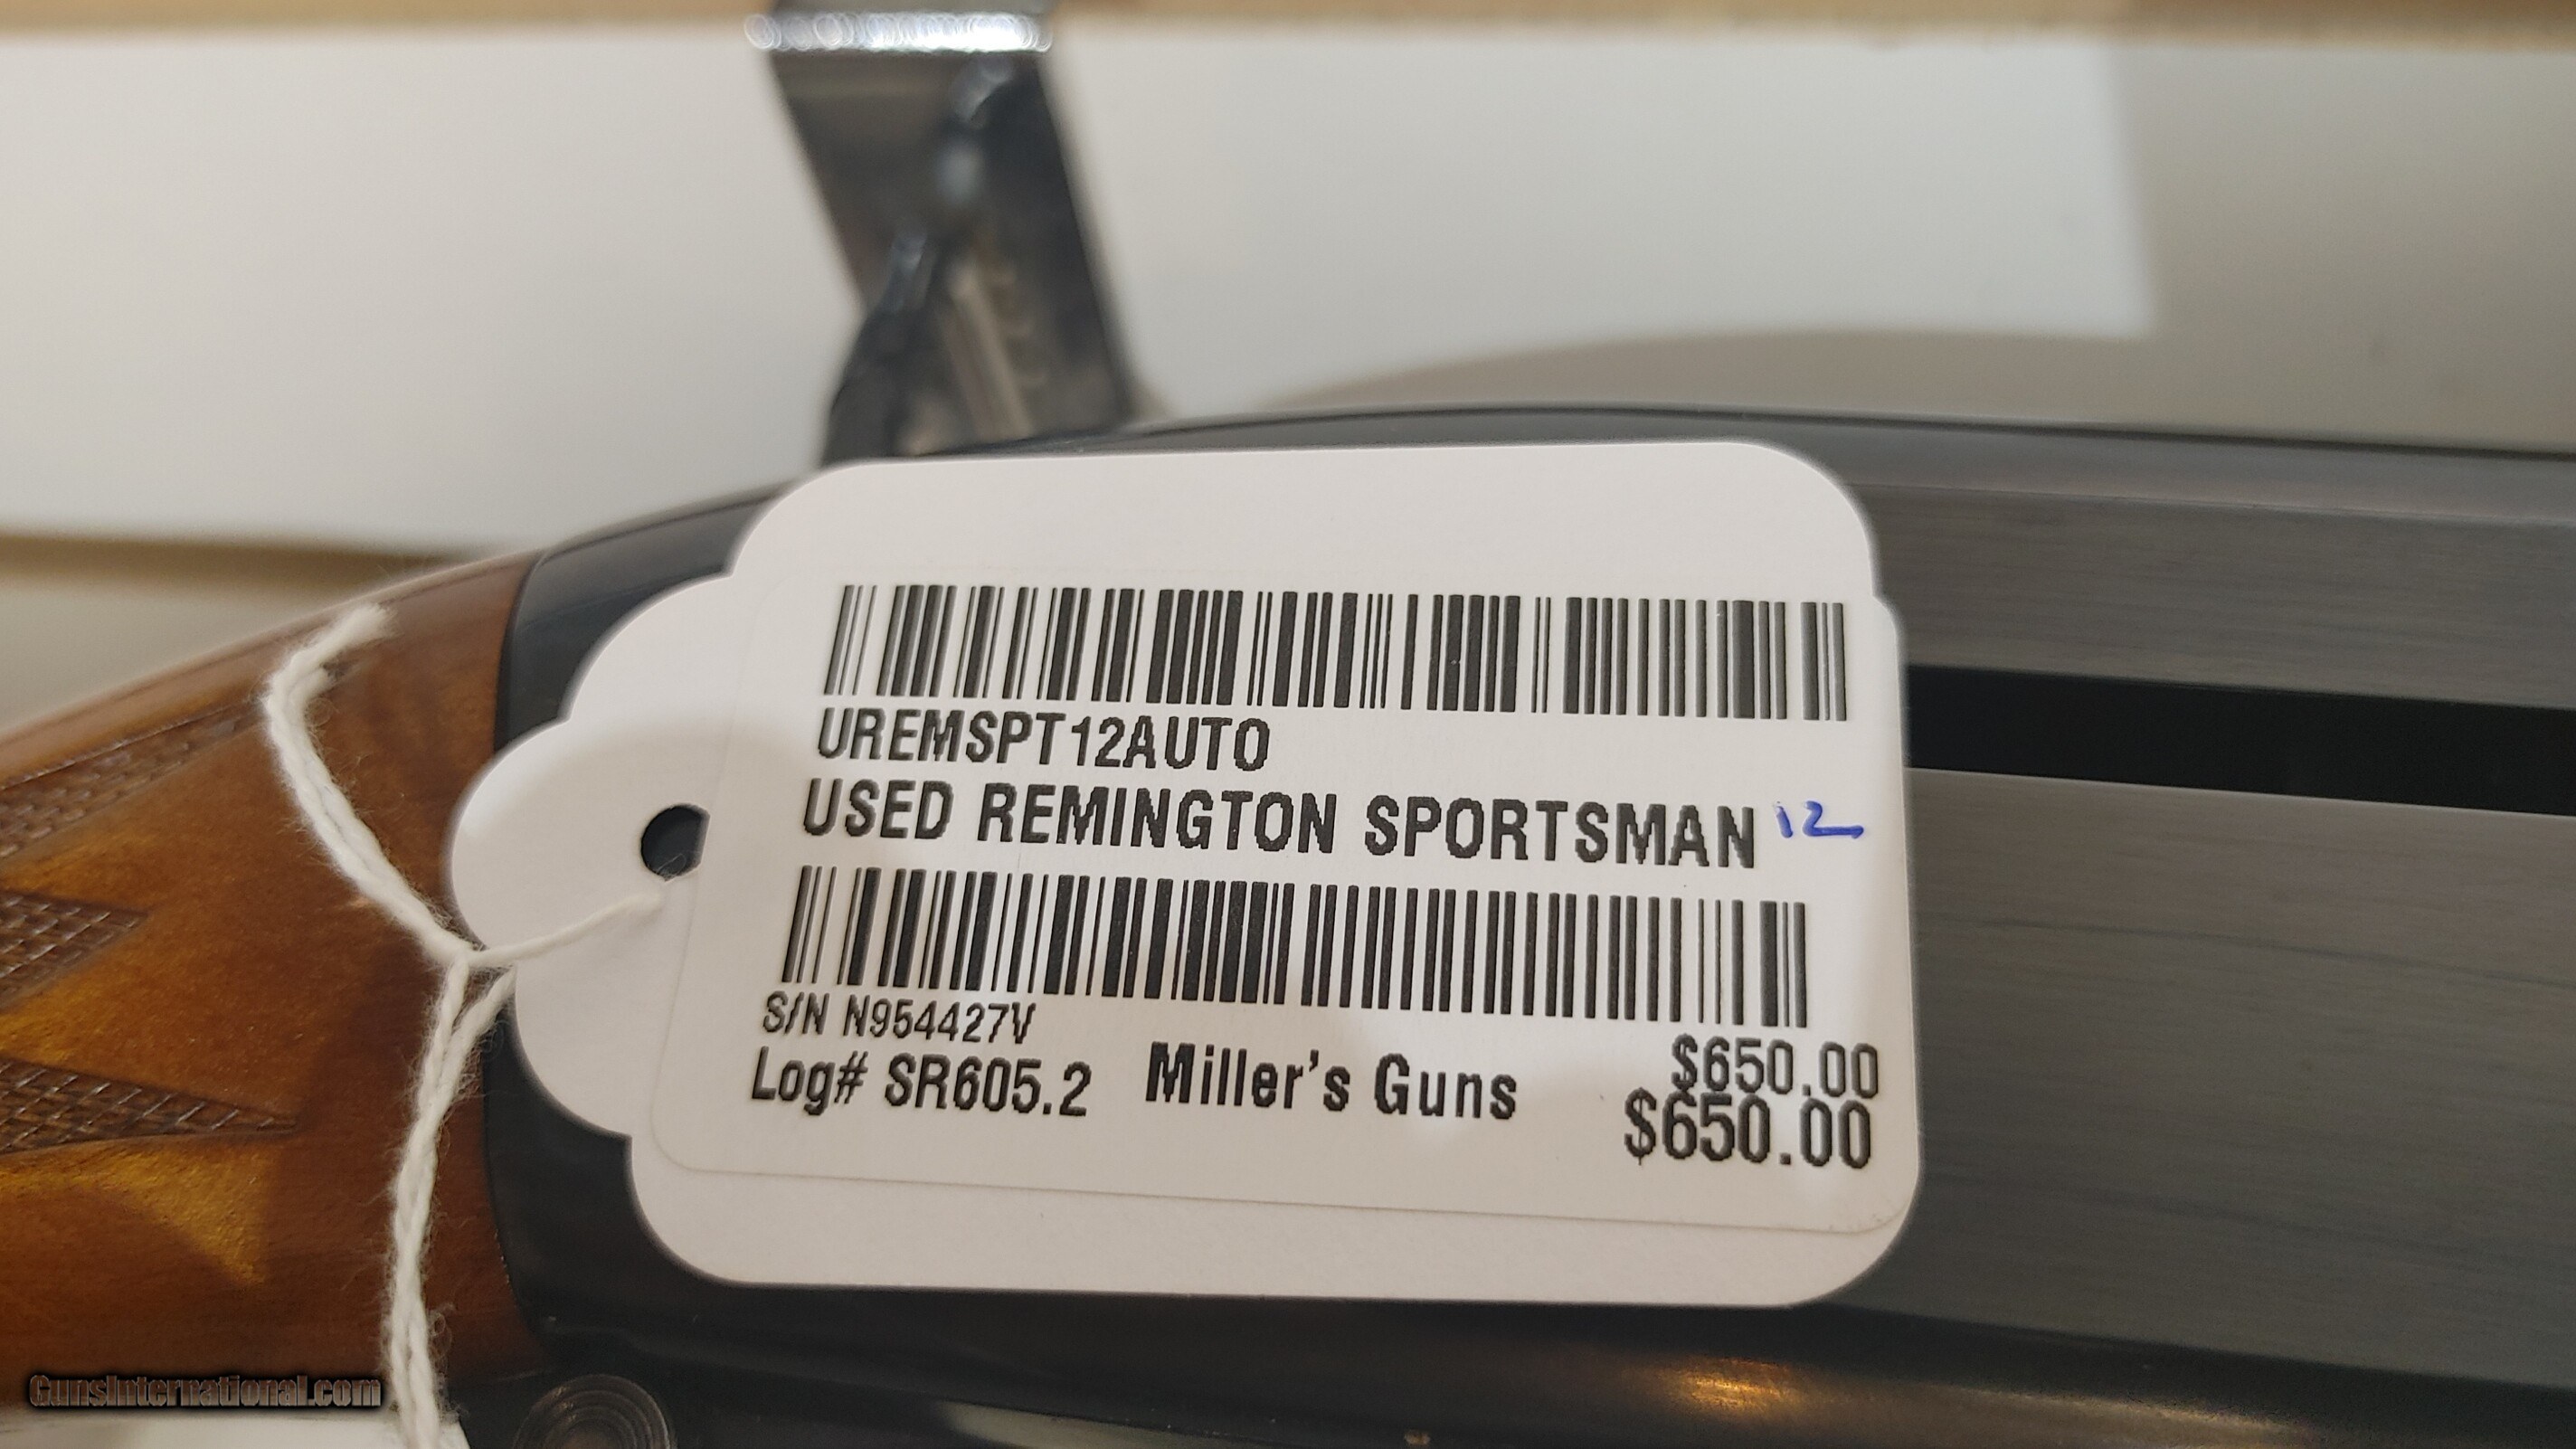 UREMSPT12AUTO
USED REMINGTON SPORTSMAN 12
S/N N954427V
Log# SR605.2 Miller's Guns $650.00
$650.00
GunsInternational.com